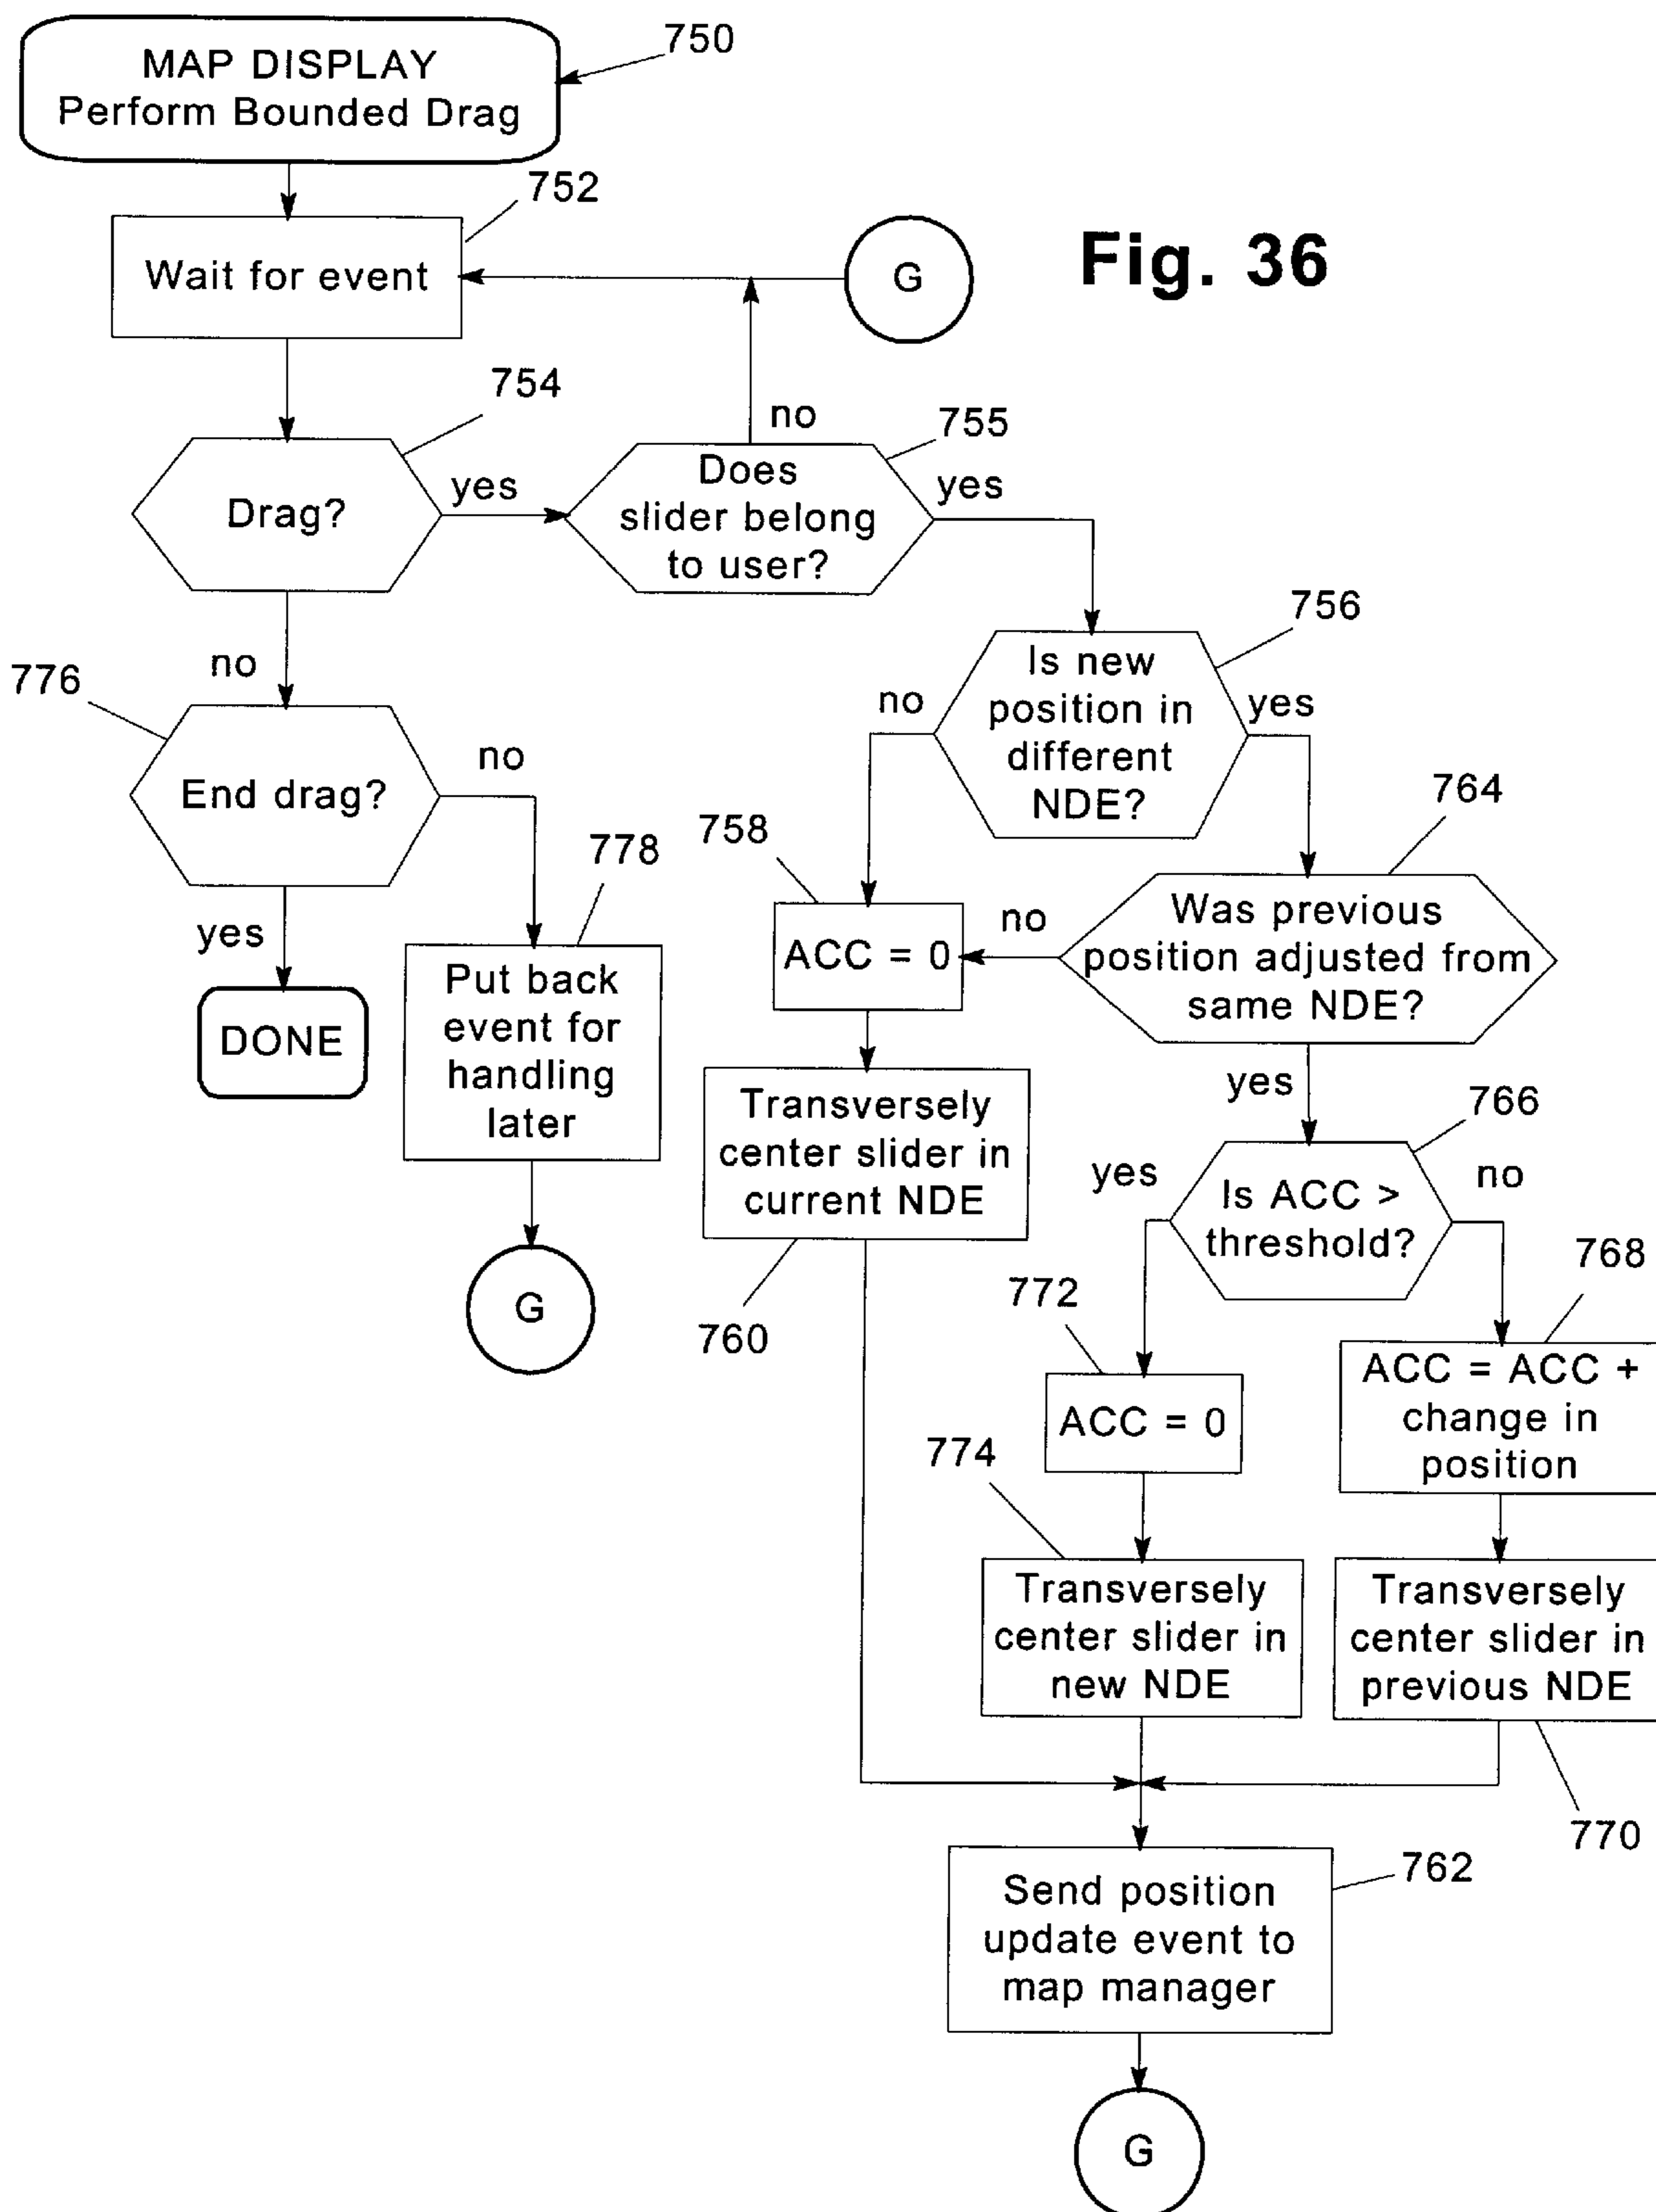 750
MAP DISPLAY
Perform Bounded Drag
752
Wait for event
G
Fig. 36
754
Drag?
yes
no
755
Does
slider belong
to user?
yes
no
776
End drag?
no
yes
DONE
778
Put back
event for
handling
later
G
756
Is new
position in
different
NDE?
no
yes
758
ACC = 0
no
764
Was previous
position adjusted from
same NDE?
yes
Transversely
center slider in
current NDE
760
766
yes
Is ACC >
threshold?
no
772
ACC = 0
768
ACC = ACC +
change in
position
774
Transversely
center slider in
new NDE
Transversely
center slider in
previous NDE
770
762
Send position
update event to
map manager
G